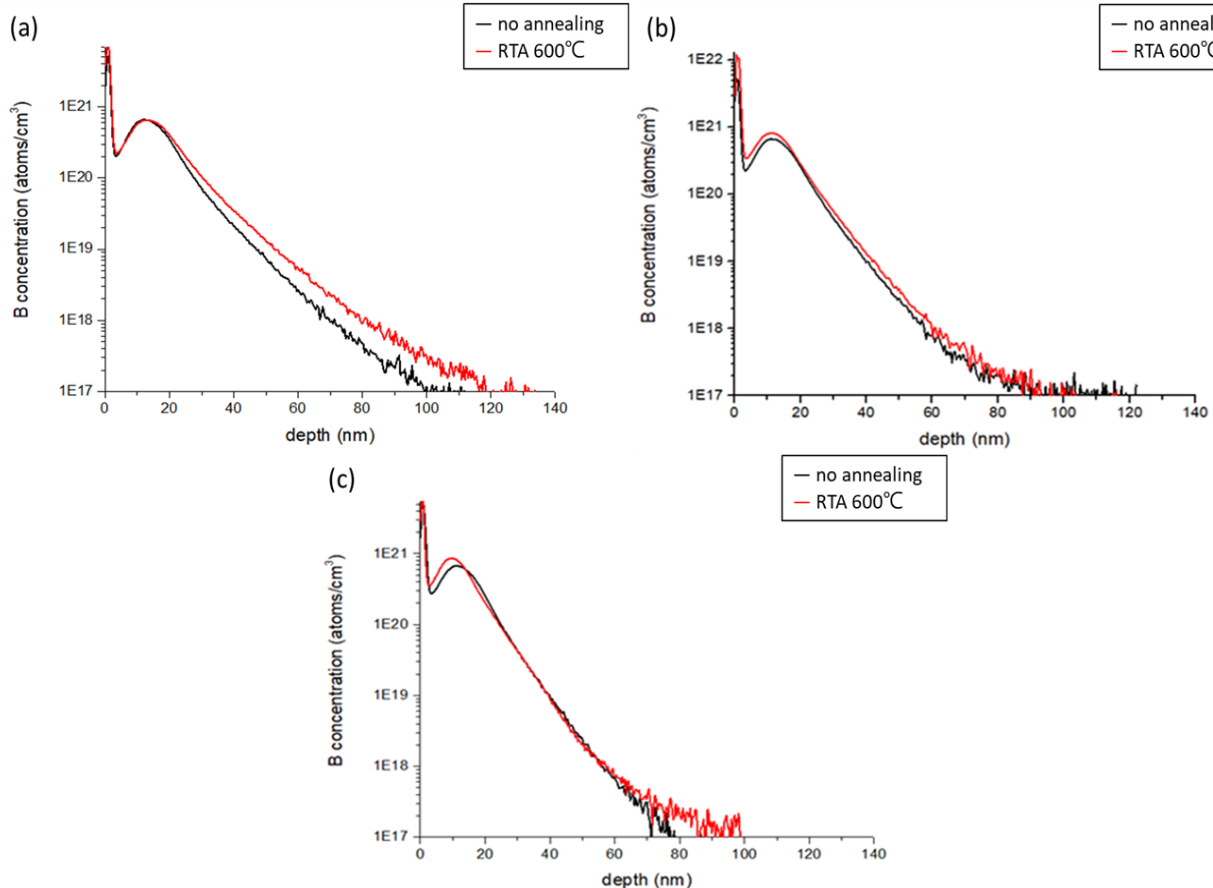 (a)
— no annealing
— RTA 600℃
1E21
1E20
1E19
1E18
1E17
B concentration (atoms/cm³)
0 20 40 60 80 100 120 140
depth (nm)
(b)
— no anneal
— RTA 600℃
1E22
1E21
1E20
1E19
1E18
1E17
B concentration (atoms/cm³)
0 20 40 60 80 100 120 140
depth (nm)
(c)
— no annealing
— RTA 600℃
1E21
1E20
1E19
1E18
1E17
B concentration (atoms/cm³)
0 20 40 60 80 100 120 140
depth (nm)